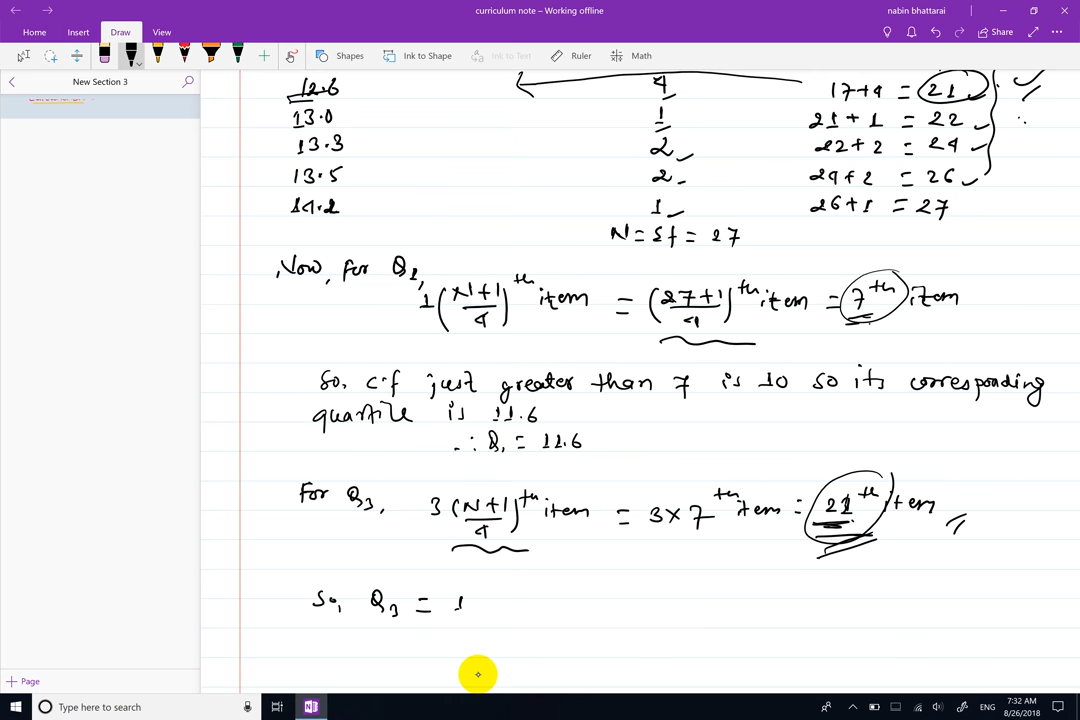 curriculum note – Working offline
nabin bhattarai
Home Insert Draw View
Share
Shapes Ink to Shape Ink to Text Ruler Math
New Section 3
12.6 4 17+4 = 21
13.0 1 21+1 = 22
13.3 2 22+2 = 24
13.5 2 24+2 = 26
14.2 1 26+1 = 27
N = Σf = 27
Now, for Q1,
1(N+1/4)th item = (27+1/4)th item = 7th item
So, c.f just greater than 7 is 10 so its corresponding
quartile is 11.6
∴ Q1 = 11.6
For Q3, 3(N+1/4)th item = 3×7th item = 21th item
So, Q3 = 1
+ Page
Type here to search
ENG
7:32 AM
8/26/2018